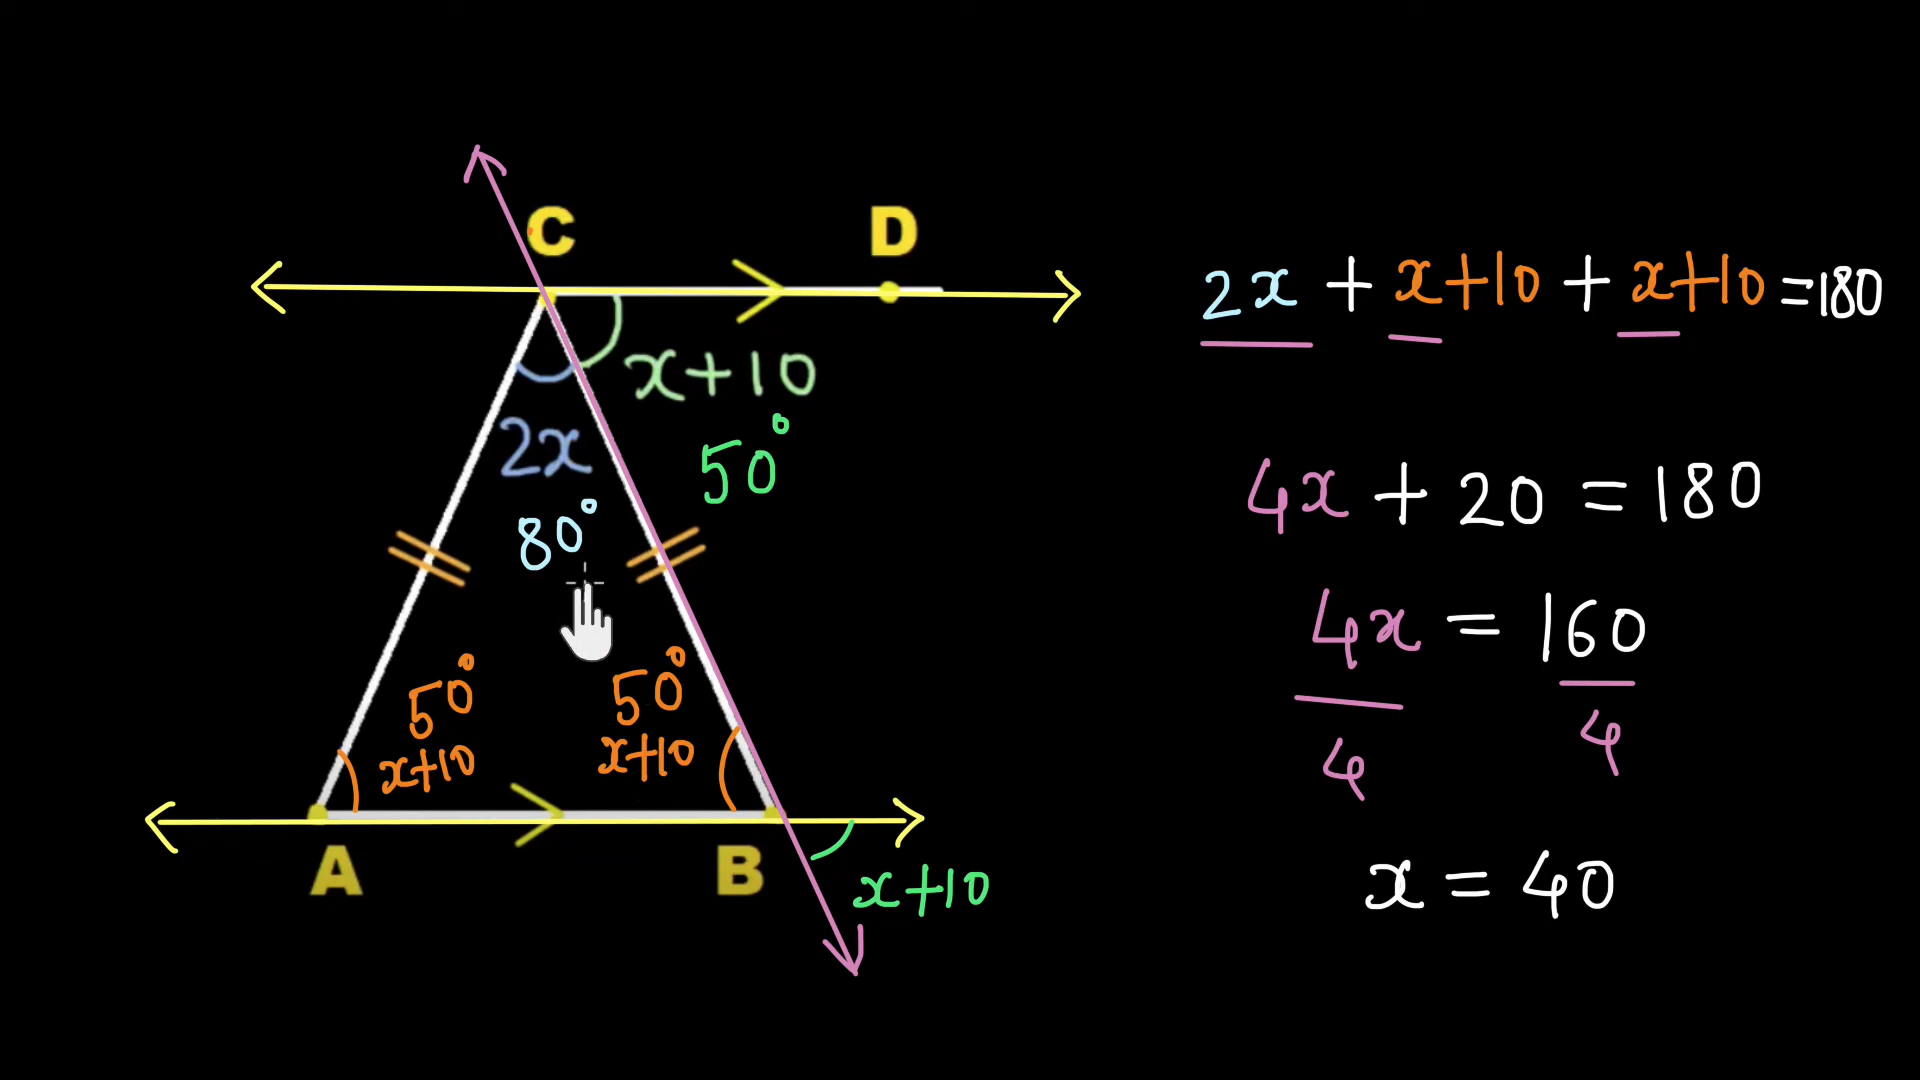 C D
2x + x+10 + x+10 = 180
x+10
2x
50°
4x + 20 = 180
80°
4x = 160
4 4
50° 50°
x+10 x+10
A B
x+10
x = 40